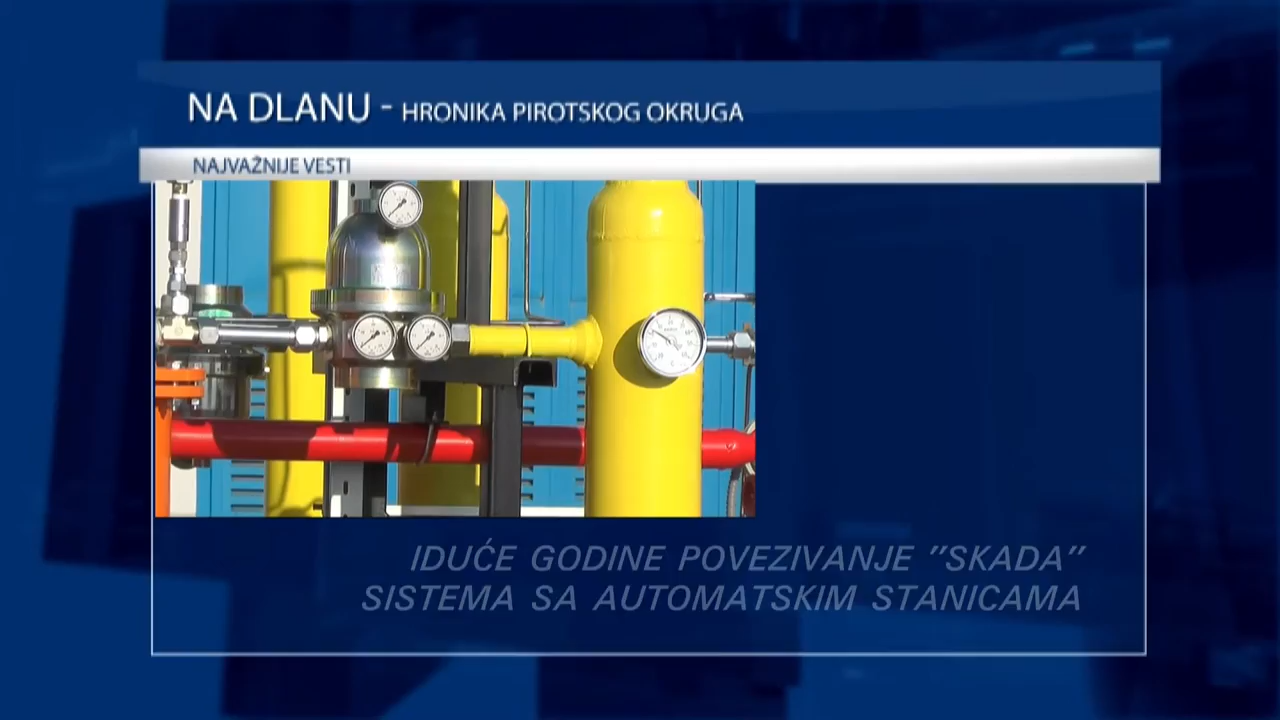 NA DLANU - HRONIKA PIROTSKOG OKRUGA
NAJVAŽNIJE VESTI
IDUĆE GODINE POVEZIVANJE "SKADA"
SISTEMA SA AUTOMATSKIM STANICAMA